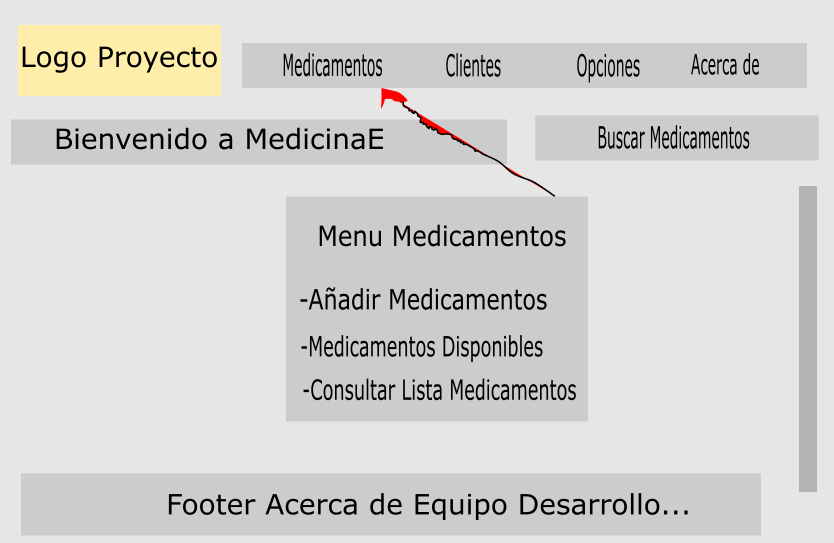 Logo Proyecto
Medicamentos Clientes Opciones Acerca de
Bienvenido a MedicinaE
Buscar Medicamentos
Menu Medicamentos
-Añadir Medicamentos
-Medicamentos Disponibles
-Consultar Lista Medicamentos
Footer Acerca de Equipo Desarrollo...